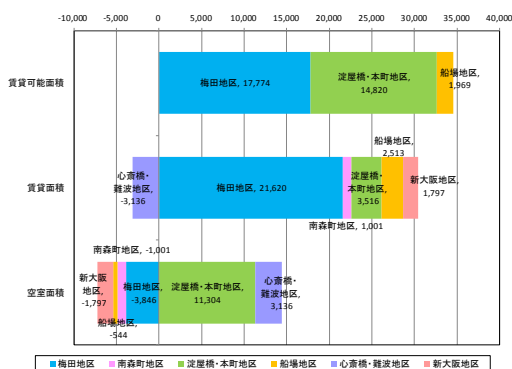 -10,000 -5,000 0 5,000 10,000 15,000 20,000 25,000 30,000 35,000 40,000
賃貸可能面積
梅田地区, 17,774
淀屋橋・本町地区,
14,820
船場地区,
1,969
賃貸面積
心斎橋・
難波地区,
-3,136
梅田地区, 21,620
南森町地区, 1,001
淀屋橋・
本町地区,
3,516
船場地区,
2,513
新大阪地区,
1,797
空室面積
新大阪
地区,
-1,797
船場地区,
-544
南森町地区, -1,001
梅田地区,
-3,846
淀屋橋・本町地区,
11,304
心斎橋・
難波地区,
3,136
梅田地区 南森町地区 淀屋橋・本町地区 船場地区 心斎橋・難波地区 新大阪地区